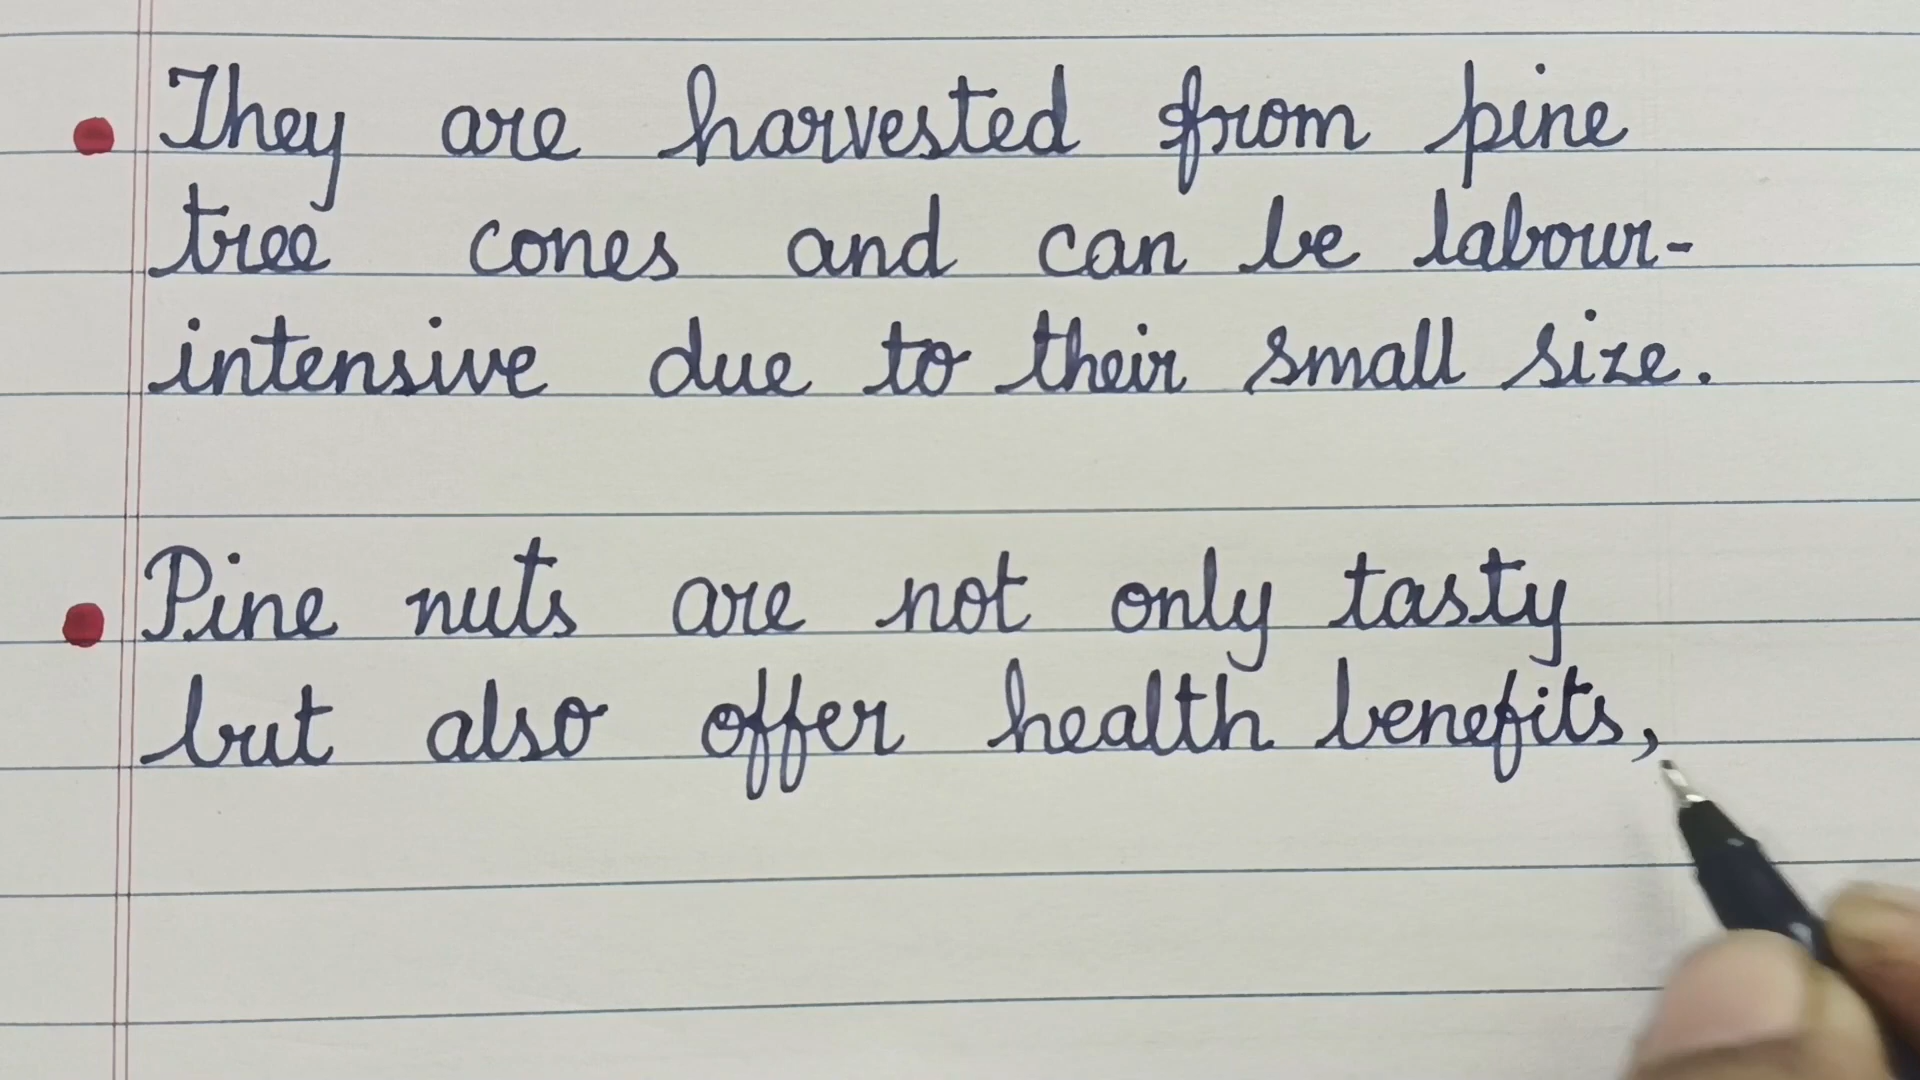 They are harvested from pine
tree cones and can be labour-
intensive due to their small size.
Pine nuts are not only tasty
but also offer health benefits,